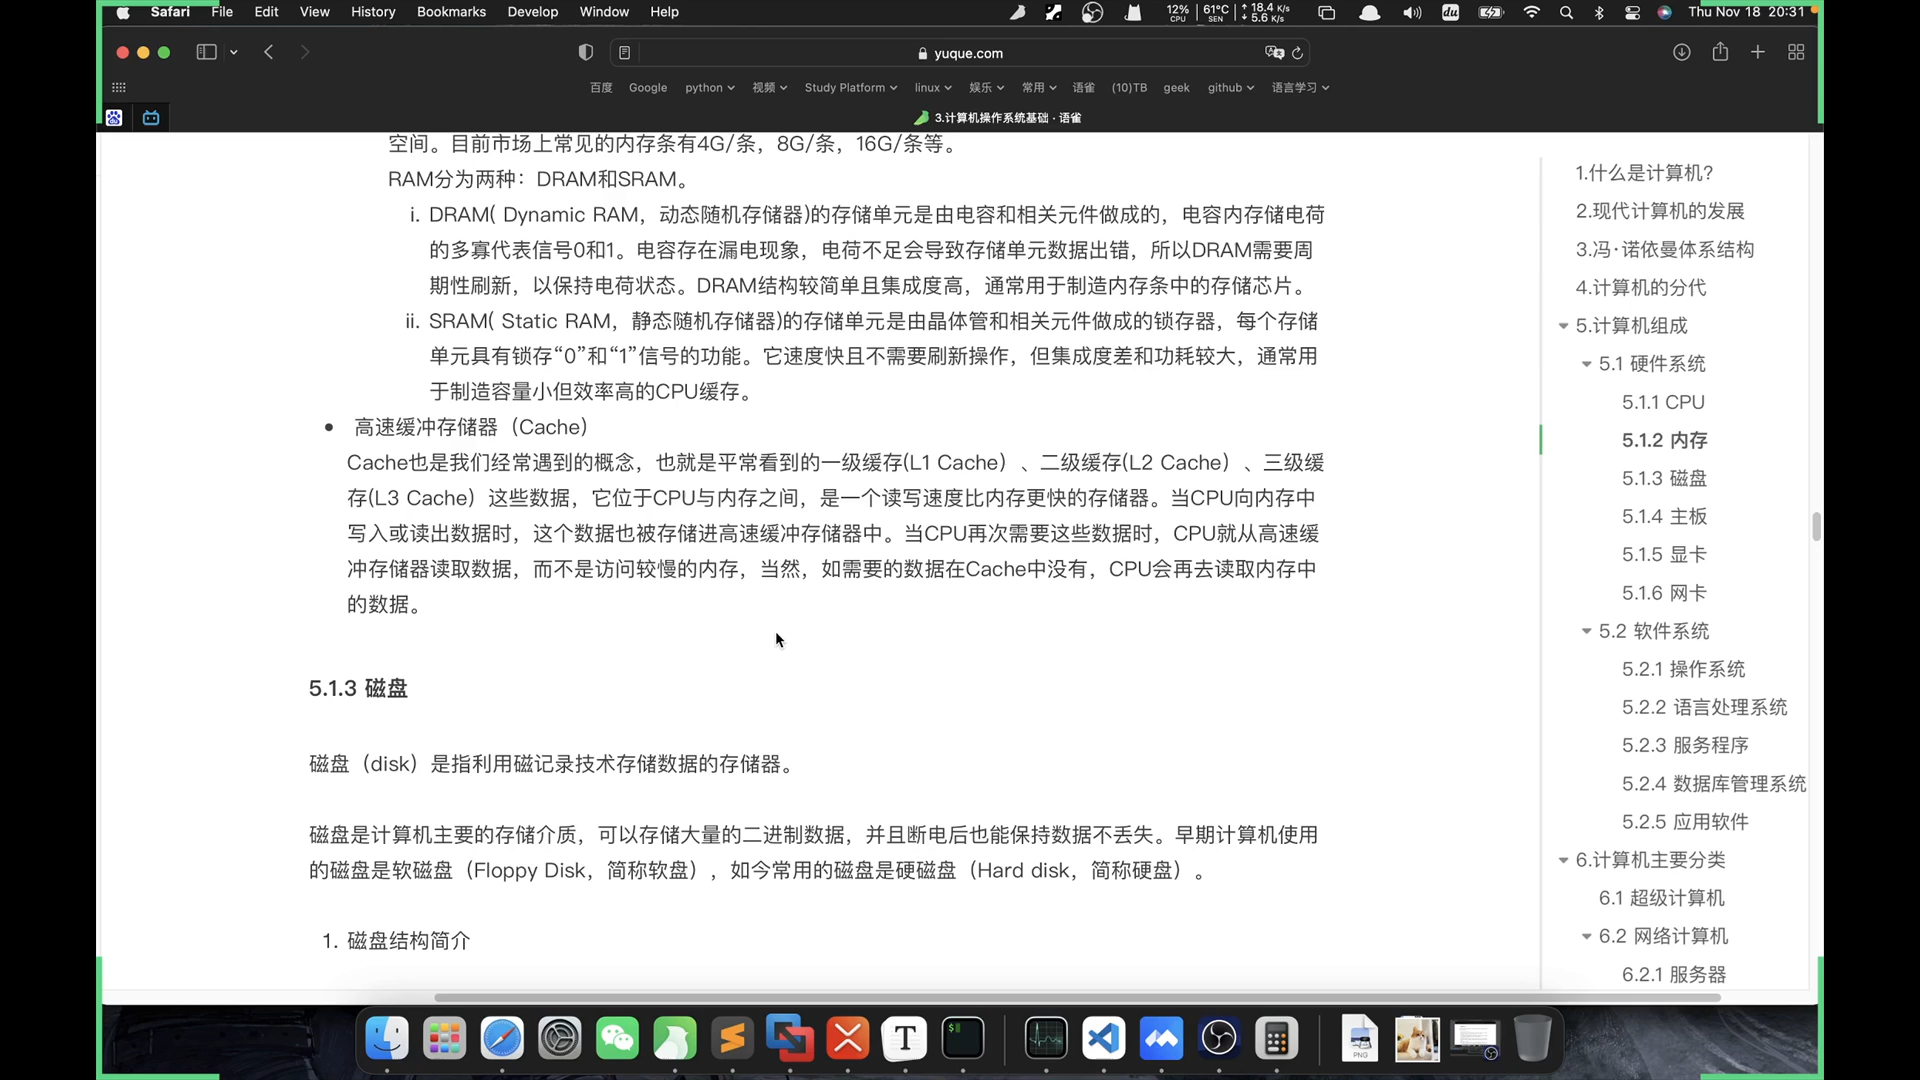 Safari File Edit View History Bookmarks Develop Window Help 12% CPU 61°C SEN 18.4 K/s 5.6 K/s du Thu Nov 18 20:31
yuque.com
百度 Google python 视频 Study Platform linux 娱乐 常用 语雀 (10)TB geek github 语言学习
3.计算机操作系统基础 · 语雀
空间。目前市场上常见的内存条有4G/条，8G/条，16G/条等。
RAM分为两种：DRAM和SRAM。
i. DRAM( Dynamic RAM，动态随机存储器)的存储单元是由电容和相关元件做成的，电容内存储电荷
的多寡代表信号0和1。电容存在漏电现象，电荷不足会导致存储单元数据出错，所以DRAM需要周
期性刷新，以保持电荷状态。DRAM结构较简单且集成度高，通常用于制造内存条中的存储芯片。
ii. SRAM( Static RAM，静态随机存储器)的存储单元是由晶体管和相关元件做成的锁存器，每个存储
单元具有锁存“0”和“1”信号的功能。它速度快且不需要刷新操作，但集成度差和功耗较大，通常用
于制造容量小但效率高的CPU缓存。
• 高速缓冲存储器（Cache）
Cache也是我们经常遇到的概念，也就是平常看到的一级缓存(L1 Cache）、二级缓存(L2 Cache）、三级缓
存(L3 Cache）这些数据，它位于CPU与内存之间，是一个读写速度比内存更快的存储器。当CPU向内存中
写入或读出数据时，这个数据也被存储进高速缓冲存储器中。当CPU再次需要这些数据时，CPU就从高速缓
冲存储器读取数据，而不是访问较慢的内存，当然，如需要的数据在Cache中没有，CPU会再去读取内存中
的数据。
5.1.3 磁盘
磁盘（disk）是指利用磁记录技术存储数据的存储器。
磁盘是计算机主要的存储介质，可以存储大量的二进制数据，并且断电后也能保持数据不丢失。早期计算机使用
的磁盘是软磁盘（Floppy Disk，简称软盘），如今常用的磁盘是硬磁盘（Hard disk，简称硬盘）。
1. 磁盘结构简介
1.什么是计算机?
2.现代计算机的发展
3.冯·诺依曼体系结构
4.计算机的分代
5.计算机组成
5.1 硬件系统
5.1.1 CPU
5.1.2 内存
5.1.3 磁盘
5.1.4 主板
5.1.5 显卡
5.1.6 网卡
5.2 软件系统
5.2.1 操作系统
5.2.2 语言处理系统
5.2.3 服务程序
5.2.4 数据库管理系统
5.2.5 应用软件
6.计算机主要分类
6.1 超级计算机
6.2 网络计算机
6.2.1 服务器
T
$
PNG